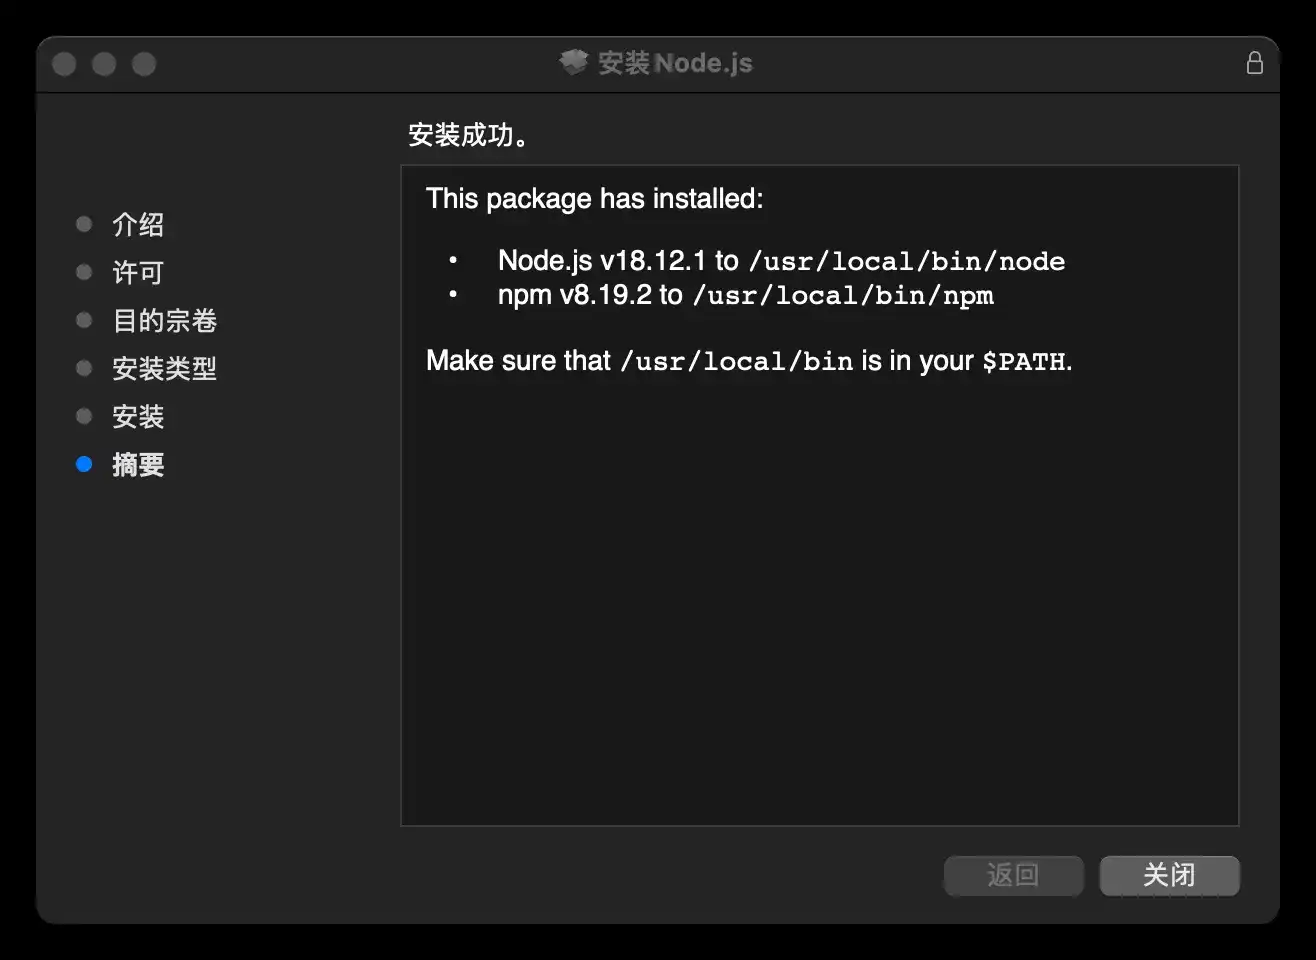 安装Node.js
安装成功。
介绍
许可
目的宗卷
安装类型
安装
摘要
This package has installed:
• Node.js v18.12.1 to /usr/local/bin/node
• npm v8.19.2 to /usr/local/bin/npm
Make sure that /usr/local/bin is in your $PATH.
返回
关闭